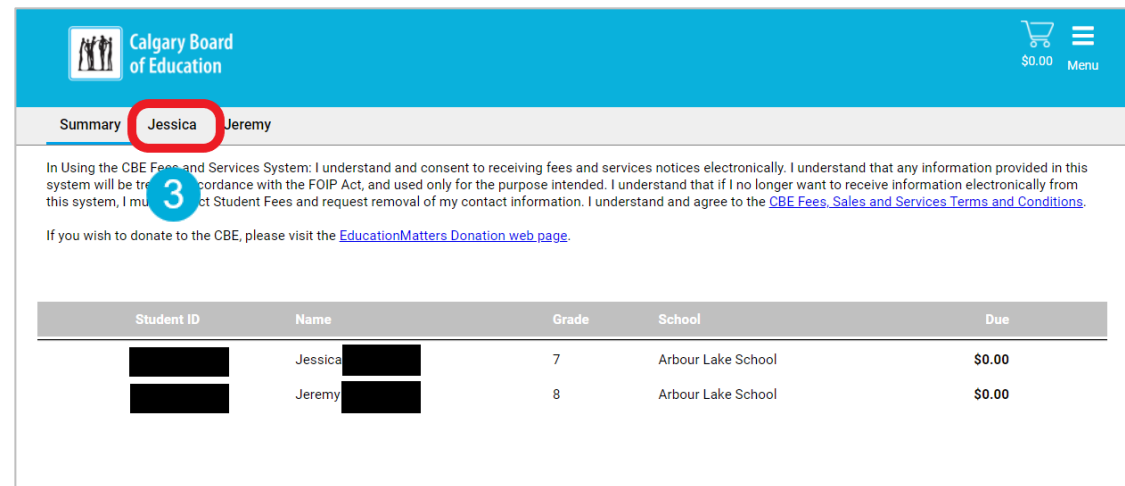 Calgary Board
of Education
$0.00 Menu
Summary Jessica Jeremy
In Using the CBE Fees and Services System: I understand and consent to receiving fees and services notices electronically. I understand that any information provided in this
system will be accordance with the FOIP Act, and used only for the purpose intended. I understand that if I no longer want to receive information electronically from
3
this system, I Student Fees and request removal of my contact information. I understand and agree to the CBE Fees, Sales and Services Terms and Conditions.
If you wish to donate to the CBE, please visit the EducationMatters Donation web page.
Student ID Name Grade School Due
Jessica 7 Arbour Lake School $0.00
Jeremy 8 Arbour Lake School $0.00